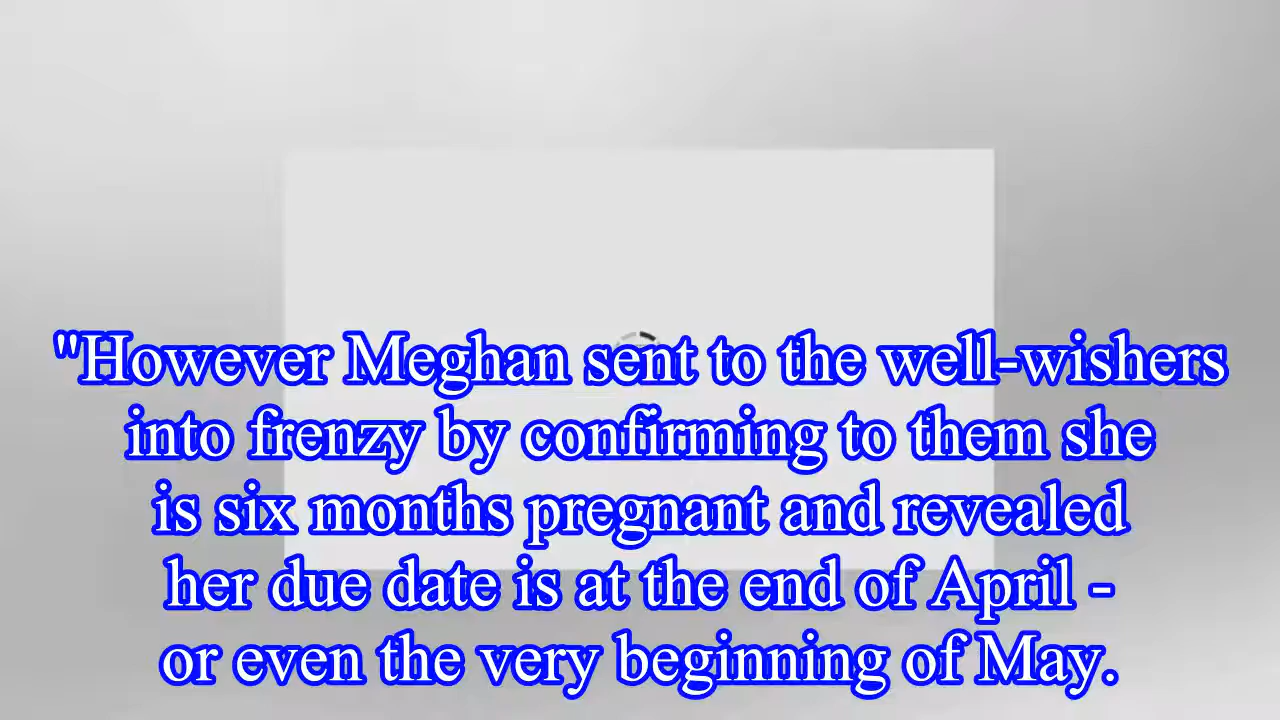 "However Meghan sent to the well-wishers
into frenzy by confirming to them she
is six months pregnant and revealed
her due date is at the end of April -
or even the very beginning of May.